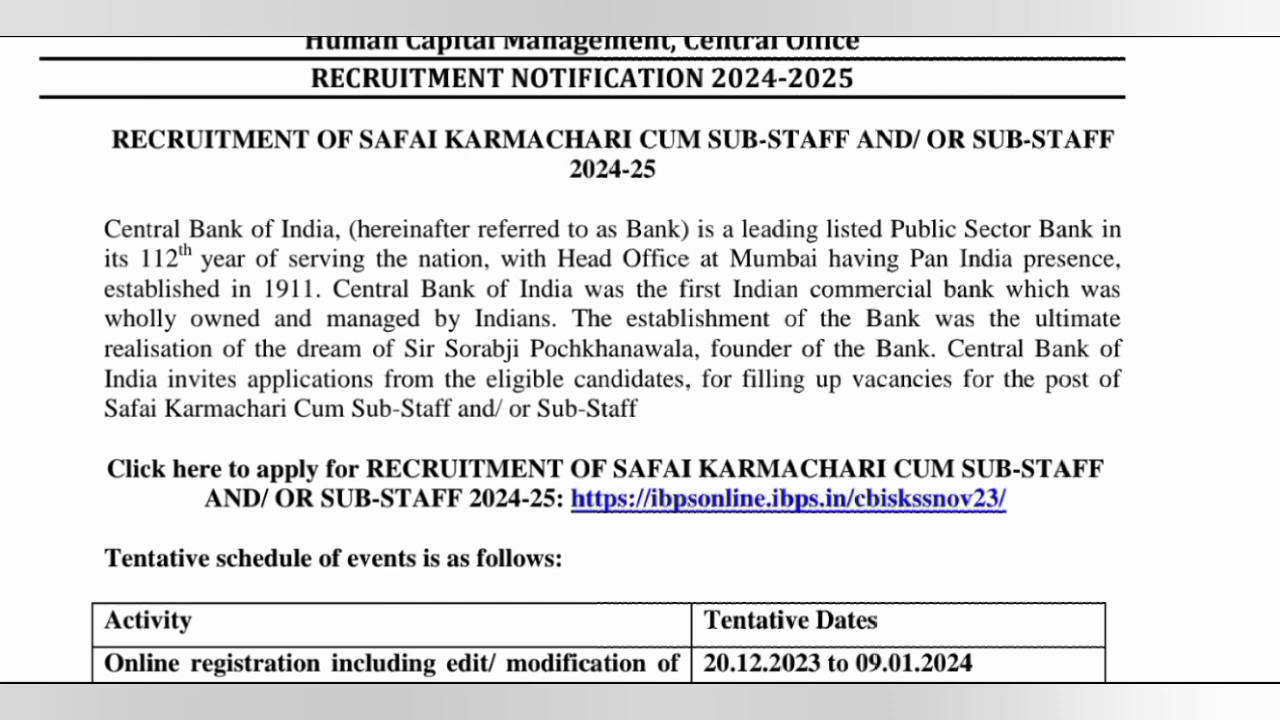 Human Capital Management, Central Office
RECRUITMENT NOTIFICATION 2024-2025
RECRUITMENT OF SAFAI KARMACHARI CUM SUB-STAFF AND/ OR SUB-STAFF
2024-25
Central Bank of India, (hereinafter referred to as Bank) is a leading listed Public Sector Bank in
its 112th year of serving the nation, with Head Office at Mumbai having Pan India presence,
established in 1911. Central Bank of India was the first Indian commercial bank which was
wholly owned and managed by Indians. The establishment of the Bank was the ultimate
realisation of the dream of Sir Sorabji Pochkhanawala, founder of the Bank. Central Bank of
India invites applications from the eligible candidates, for filling up vacancies for the post of
Safai Karmachari Cum Sub-Staff and/ or Sub-Staff
Click here to apply for RECRUITMENT OF SAFAI KARMACHARI CUM SUB-STAFF
AND/ OR SUB-STAFF 2024-25: https://ibpsonline.ibps.in/cbiskssnov23/
Tentative schedule of events is as follows:
Activity Tentative Dates
Online registration including edit/ modification of 20.12.2023 to 09.01.2024